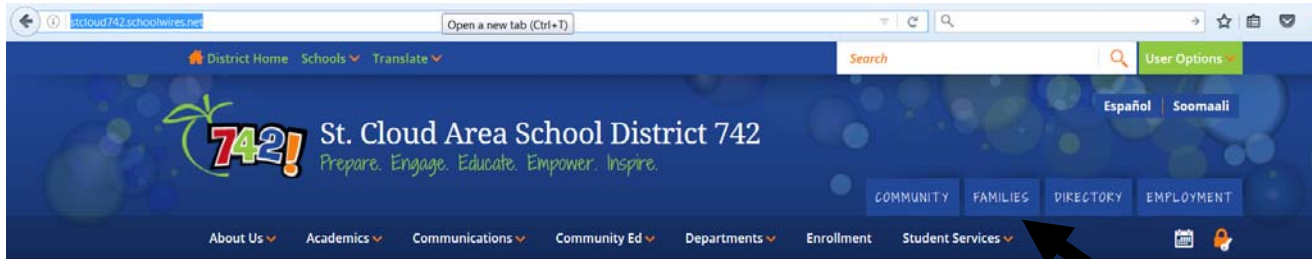 stcloud742.schoolwires.net
Open a new tab (Ctrl+T)
District Home Schools Translate
Search
User Options
Español Soomaali
742!
St. Cloud Area School District 742
Prepare. Engage. Educate. Empower. Inspire.
COMMUNITY FAMILIES DIRECTORY EMPLOYMENT
About Us Academics Communications Community Ed Departments Enrollment Student Services